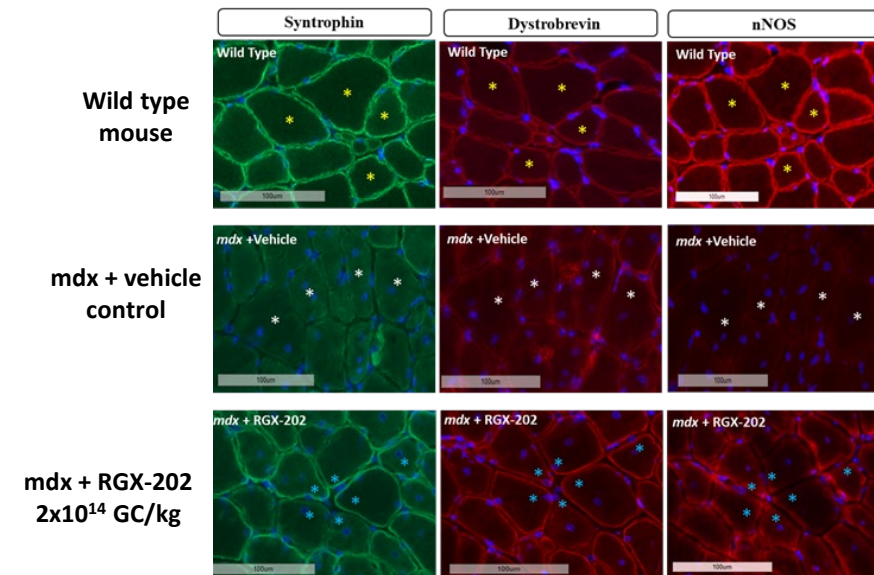 Syntrophin
Dystrobrevin
nNOS
Wild type
mouse
Wild Type
Wild Type
Wild Type
* * * *
* * * *
* * * *
100um
100um
100um
mdx + vehicle
control
mdx +Vehicle
mdx +Vehicle
mdx +Vehicle
* * * *
* * * *
* * * *
100um
100um
100um
mdx + RGX-202
2x10¹⁴ GC/kg
mdx + RGX-202
mdx + RGX-202
mdx + RGX-202
* * * * * *
* * * * * *
* * * * * *
100um
100um
100um